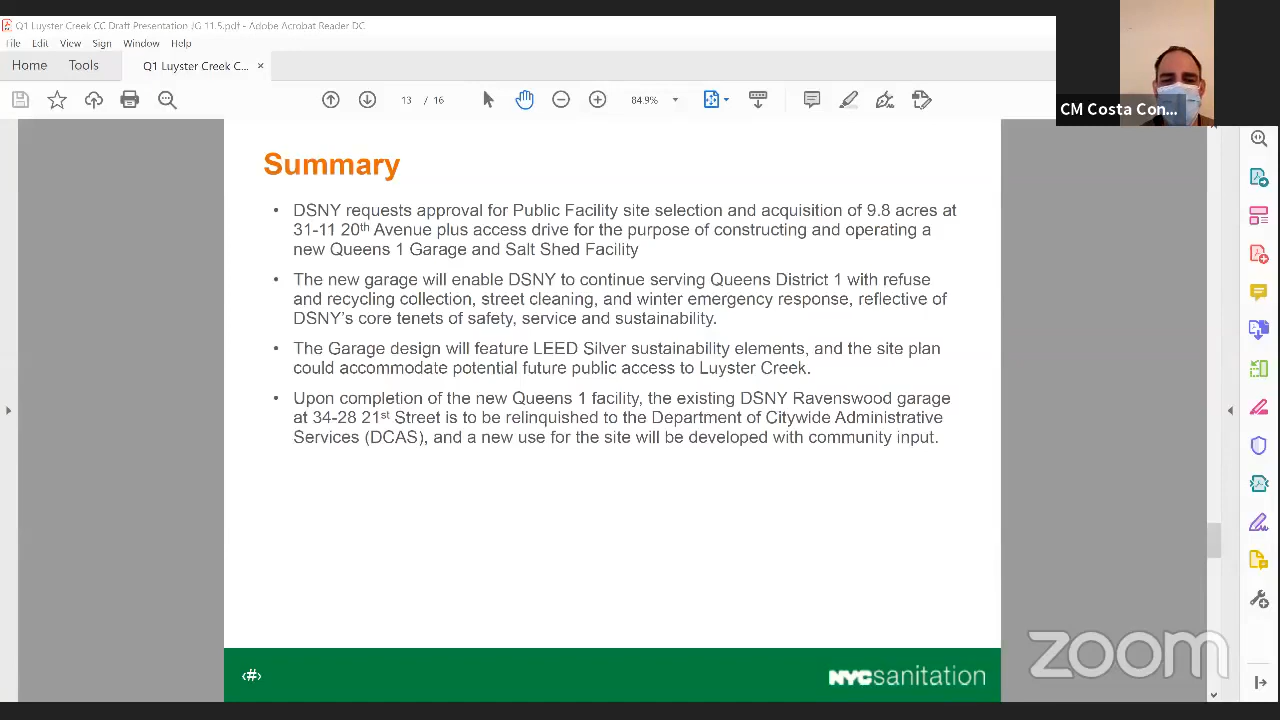 Q1 Luyster Creek CC Draft Presentation JG 11.5.pdf - Adobe Acrobat Reader DC
File Edit View Sign Window Help
Home Tools Q1 Luyster Creek C... ×
13 / 16 84.9%
CM Costa Con...
Summary
• DSNY requests approval for Public Facility site selection and acquisition of 9.8 acres at
31-11 20th Avenue plus access drive for the purpose of constructing and operating a
new Queens 1 Garage and Salt Shed Facility
• The new garage will enable DSNY to continue serving Queens District 1 with refuse
and recycling collection, street cleaning, and winter emergency response, reflective of
DSNY’s core tenets of safety, service and sustainability.
• The Garage design will feature LEED Silver sustainability elements, and the site plan
could accommodate potential future public access to Luyster Creek.
• Upon completion of the new Queens 1 facility, the existing DSNY Ravenswood garage
at 34-28 21st Street is to be relinquished to the Department of Citywide Administrative
Services (DCAS), and a new use for the site will be developed with community input.
‹#›
NYCsanitation
zoom